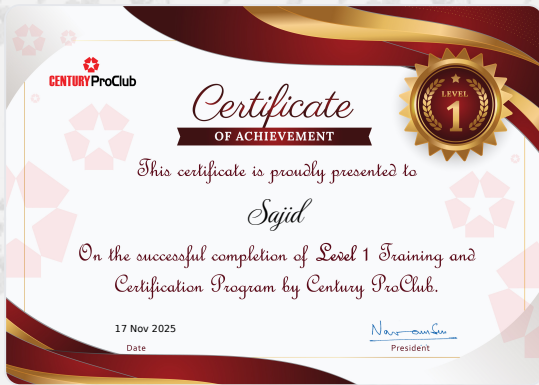 CENTURY ProClub
Certificate
OF ACHIEVEMENT
LEVEL
1
This certificate is proudly presented to
Sajid
On the successful completion of Level 1 Training and
Certification Program by Century ProClub.
17 Nov 2025
Date
President